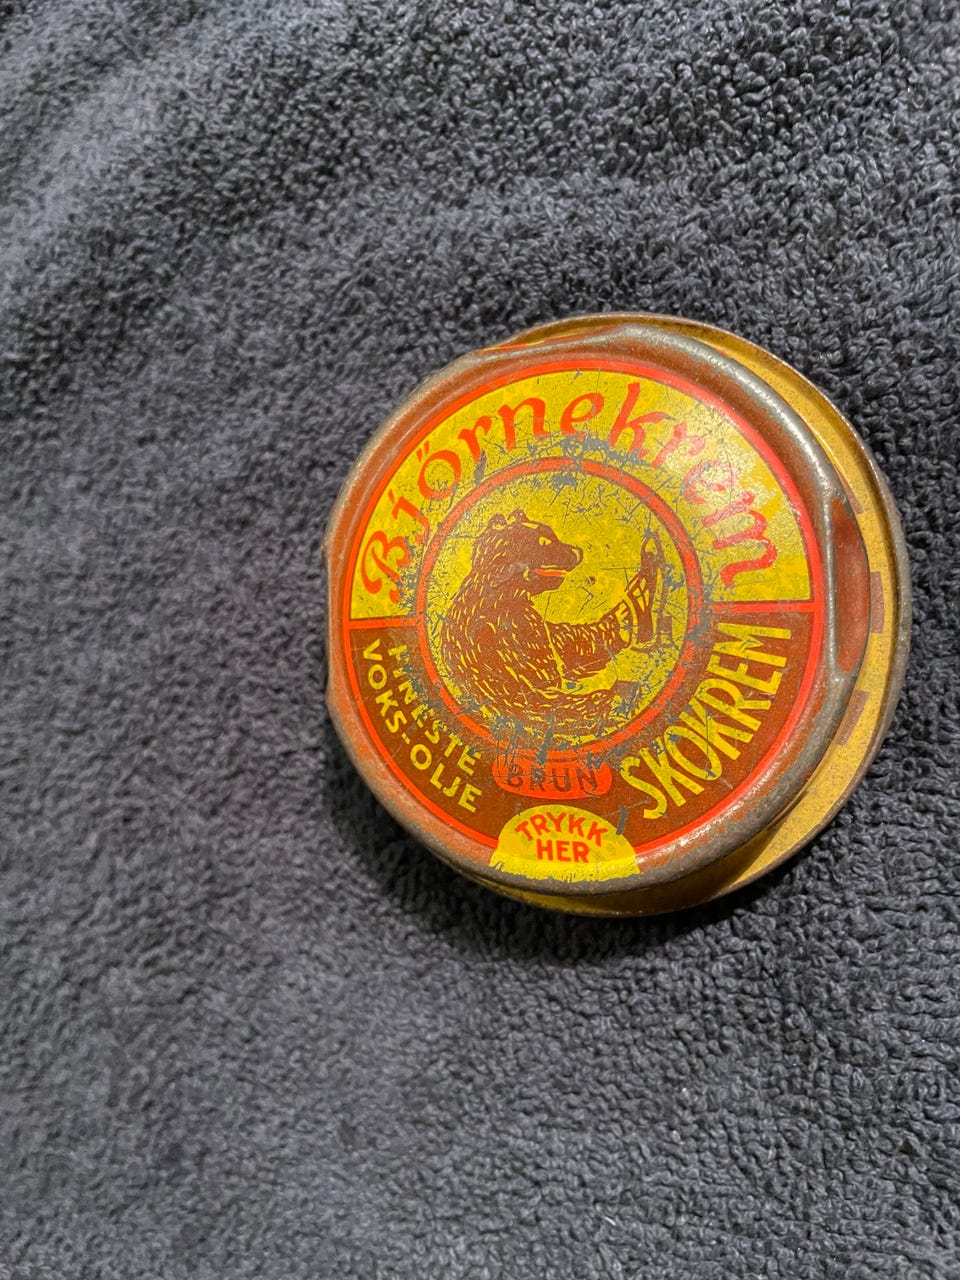 Björnekrem
FINESTE
VOKS-OLJE
BRUN
SKOKREM
TRYKK
HER